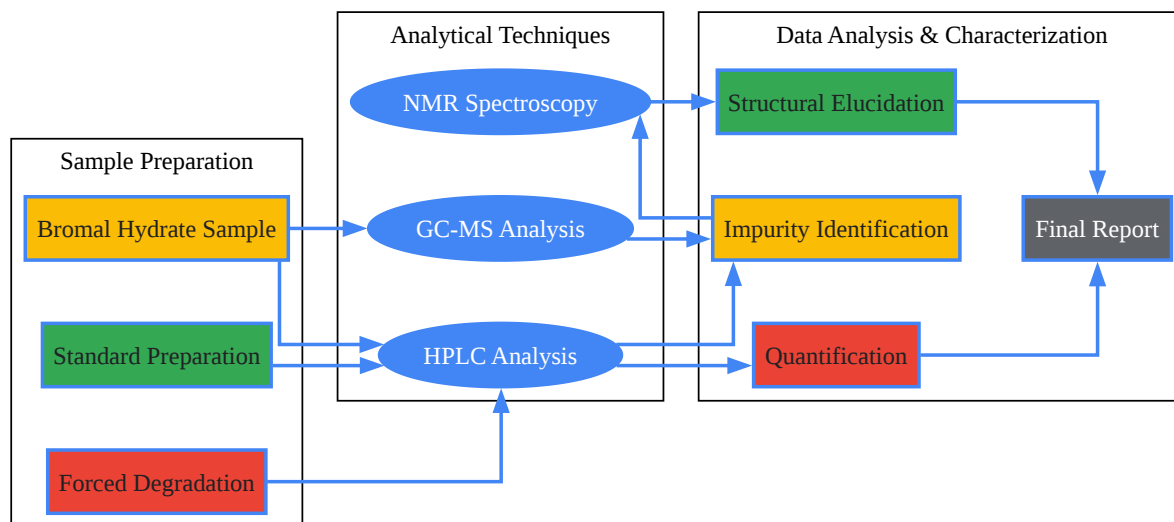 Sample Preparation
Bromal Hydrate Sample
Standard Preparation
Forced Degradation
Analytical Techniques
NMR Spectroscopy
GC-MS Analysis
HPLC Analysis
Data Analysis & Characterization
Structural Elucidation
Impurity Identification
Quantification
Final Report